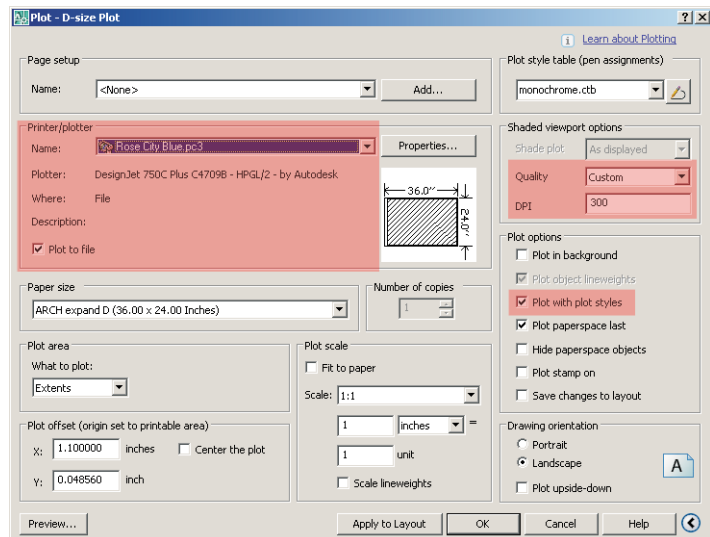 Plot - D-size Plot
Learn about Plotting
Page setup
Name: <None> Add...
Plot style table (pen assignments)
monochrome.ctb
Printer/plotter
Name: Rose City Blue.pc3 Properties...
Plotter: DesignJet 750C Plus C4709B - HPGL/2 - by Autodesk
Where: File
Description:
Plot to file
36.0''
24.0''
Shaded viewport options
Shade plot As displayed
Quality Custom
DPI 300
Paper size
ARCH expand D (36.00 x 24.00 Inches)
Number of copies
1
Plot options
Plot in background
Plot object lineweights
Plot with plot styles
Plot paperspace last
Hide paperspace objects
Plot stamp on
Save changes to layout
Plot area
What to plot:
Extents
Plot scale
Fit to paper
Scale: 1:1
1 inches =
1 unit
Scale lineweights
Plot offset (origin set to printable area)
X: 1.100000 inches Center the plot
Y: 0.048560 inch
Drawing orientation
Portrait
Landscape
Plot upside-down
A
Preview... Apply to Layout OK Cancel Help